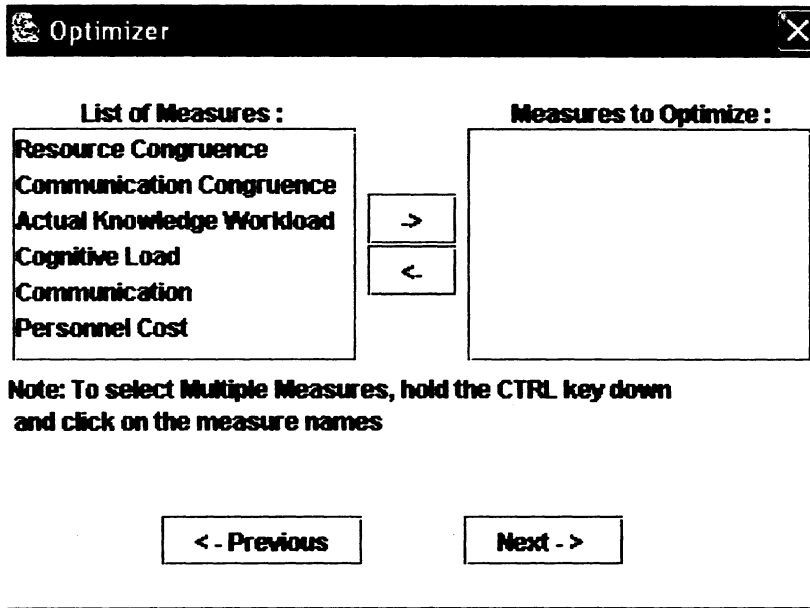 Optimizer
List of Measures :
Resource Congruence
Communication Congruence
Actual Knowledge Workload
Cognitive Load
Communication
Personnel Cost
->
<-
Measures to Optimize :
Note: To select Multiple Measures, hold the CTRL key down
and click on the measure names
< - Previous
Next - >